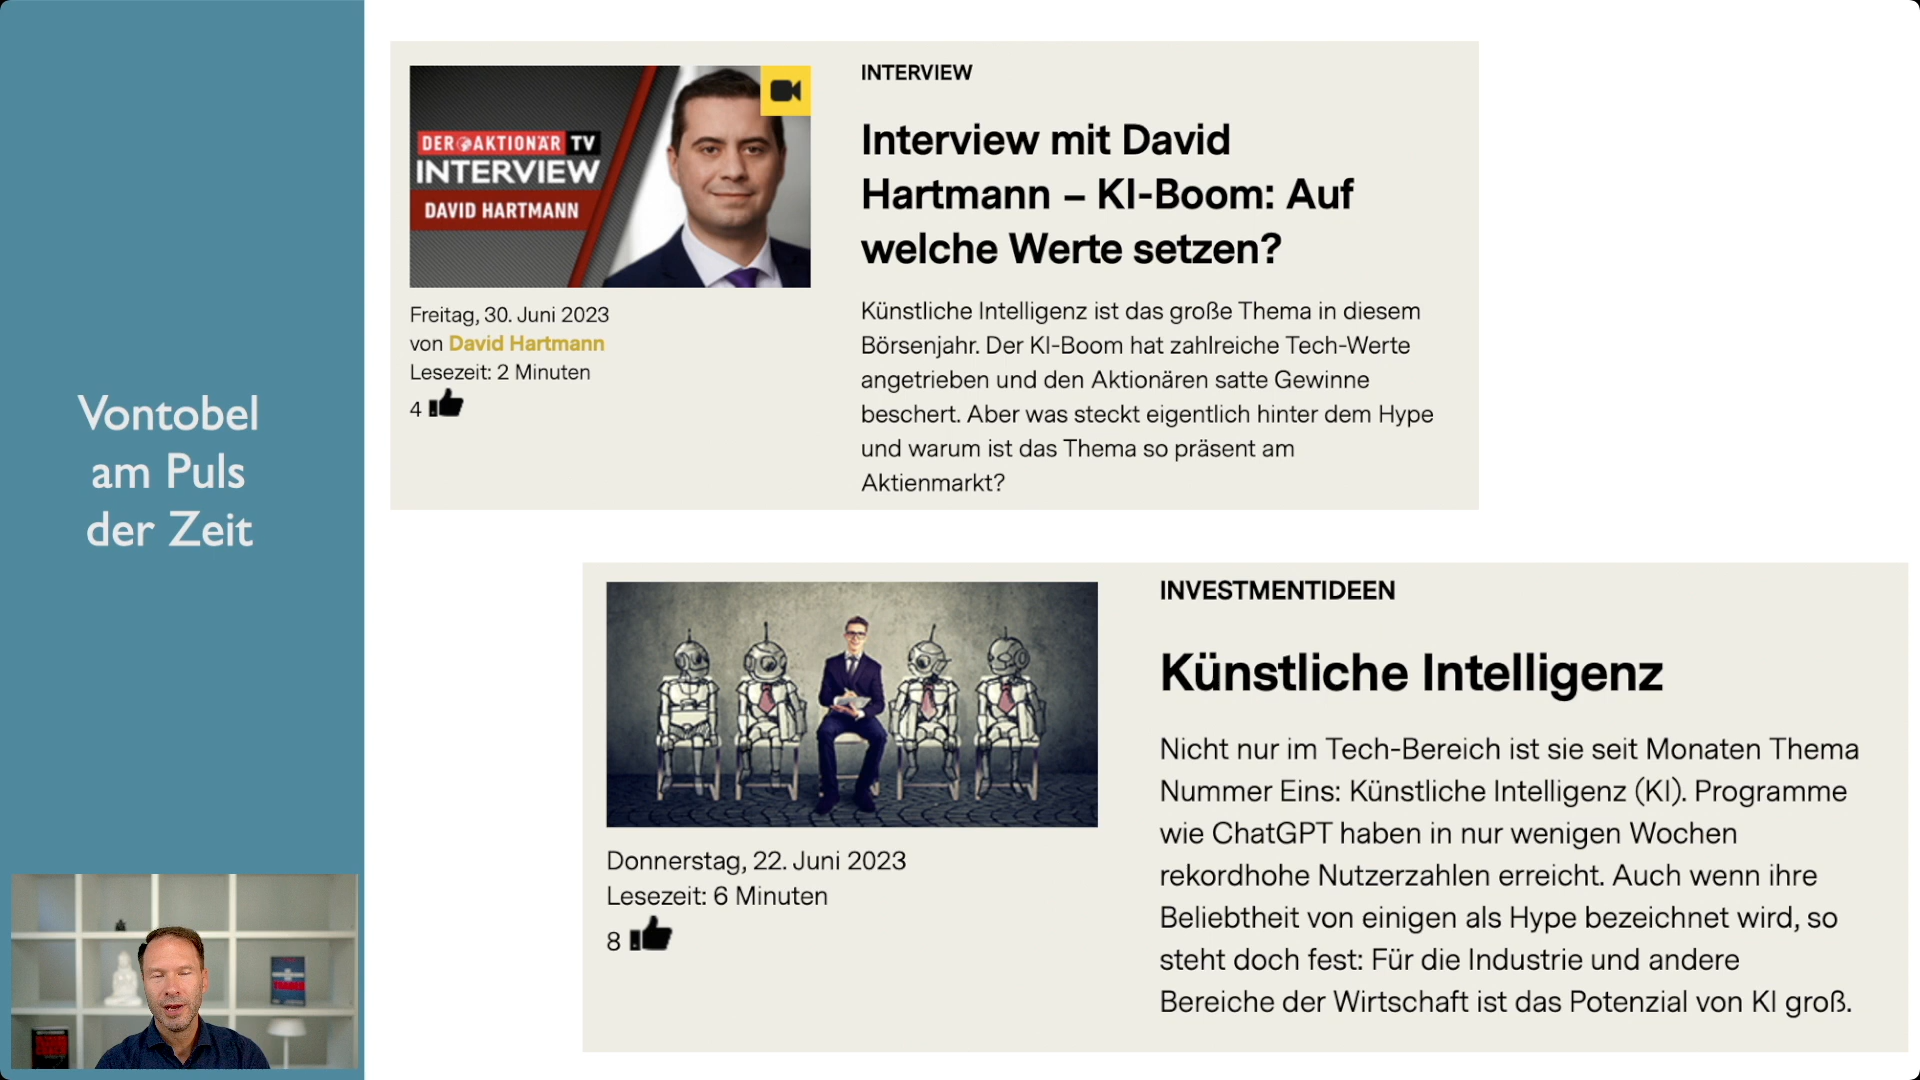 Vontobel
am Puls
der Zeit
DER AKTIONÄR TV
INTERVIEW
DAVID HARTMANN
Freitag, 30. Juni 2023
von David Hartmann
Lesezeit: 2 Minuten
4
INTERVIEW
Interview mit David
Hartmann – KI-Boom: Auf
welche Werte setzen?
Künstliche Intelligenz ist das große Thema in diesem
Börsenjahr. Der KI-Boom hat zahlreiche Tech-Werte
angetrieben und den Aktionären satte Gewinne
beschert. Aber was steckt eigentlich hinter dem Hype
und warum ist das Thema so präsent am
Aktienmarkt?
Donnerstag, 22. Juni 2023
Lesezeit: 6 Minuten
8
INVESTMENTIDEEN
Künstliche Intelligenz
Nicht nur im Tech-Bereich ist sie seit Monaten Thema
Nummer Eins: Künstliche Intelligenz (KI). Programme
wie ChatGPT haben in nur wenigen Wochen
rekordhohe Nutzerzahlen erreicht. Auch wenn ihre
Beliebtheit von einigen als Hype bezeichnet wird, so
steht doch fest: Für die Industrie und andere
Bereiche der Wirtschaft ist das Potenzial von KI groß.